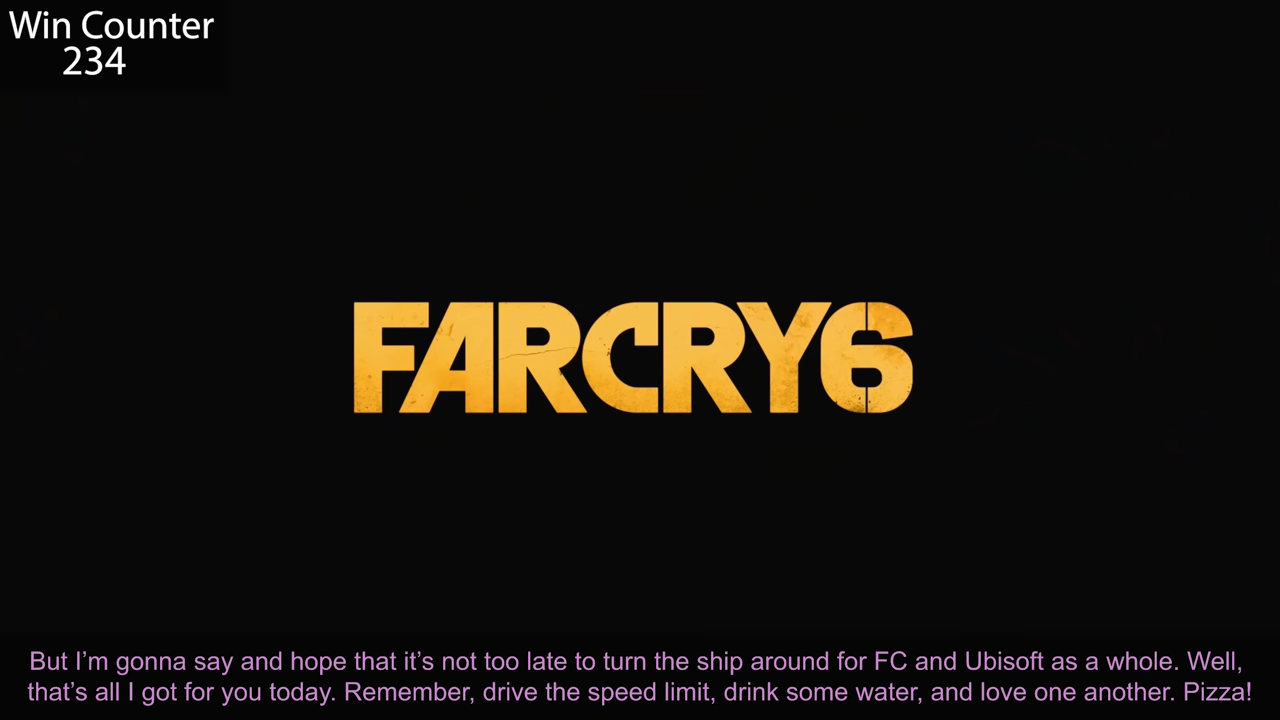 Win Counter
234
FARCRY6
But I’m gonna say and hope that it’s not too late to turn the ship around for FC and Ubisoft as a whole. Well,
that’s all I got for you today. Remember, drive the speed limit, drink some water, and love one another. Pizza!